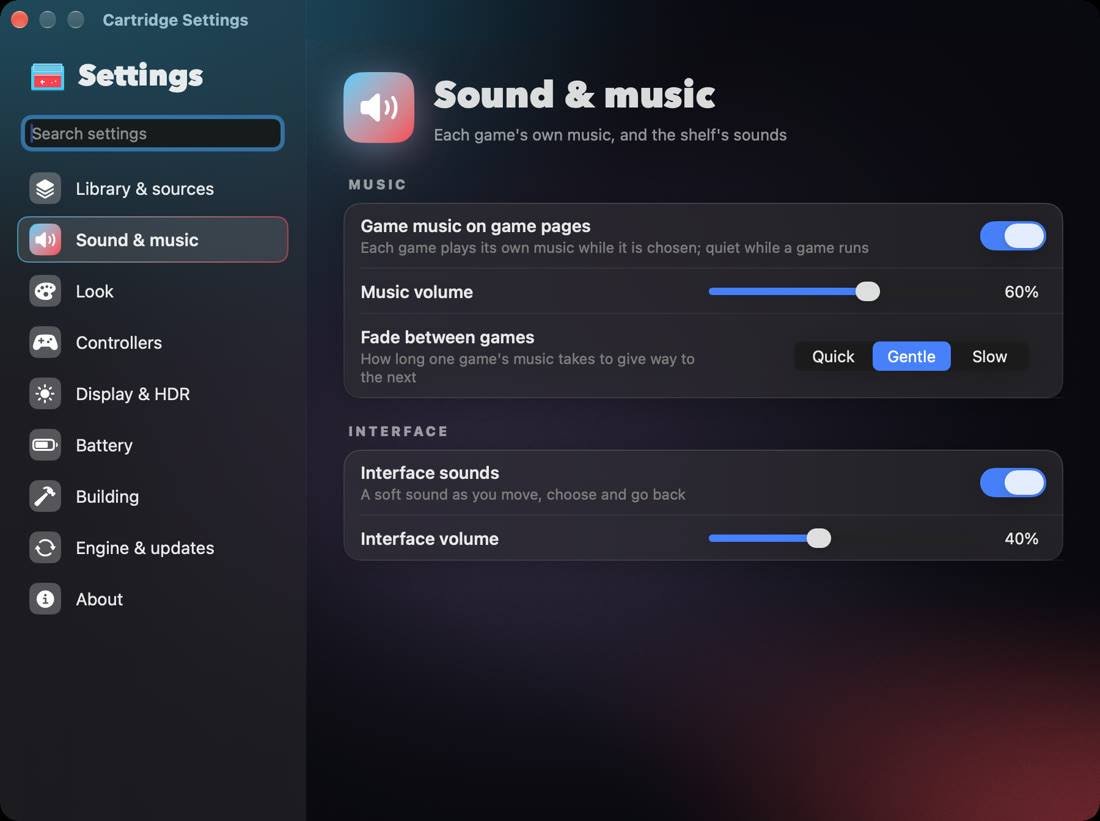 Cartridge Settings
Settings
Search settings
Library & sources
Sound & music
Look
Controllers
Display & HDR
Battery
Building
Engine & updates
About
Sound & music
Each game's own music, and the shelf's sounds
MUSIC
Game music on game pages
Each game plays its own music while it is chosen; quiet while a game runs
Music volume
60%
Fade between games
How long one game's music takes to give way to
the next
Quick Gentle Slow
INTERFACE
Interface sounds
A soft sound as you move, choose and go back
Interface volume
40%